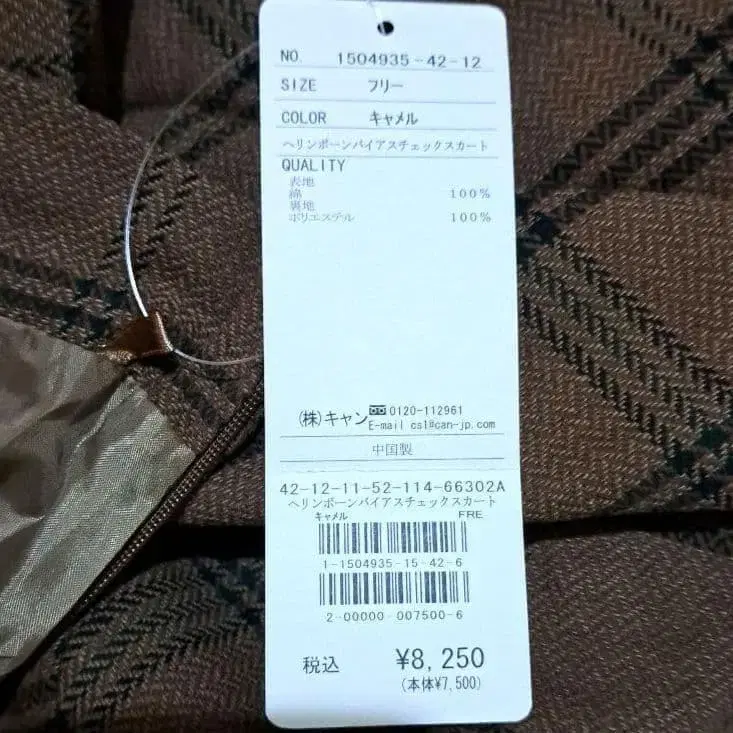 NO. 1504935-42-12
SIZE フリー
COLOR キャメル
ヘリンボーンバイアスチェックスカート
QUALITY
表地
綿 100%
裏地
ポリエステル 100%
(株)キャン 0120-112961
E-mail cs1@can-jp.com
中国製
42-12-11-52-114-66302A
ヘリンボーンバイアスチェックスカート
キャメル FRE
1-1504935-15-42-6
2-00000-007500-6
税込 ¥8,250
(本体¥7,500)